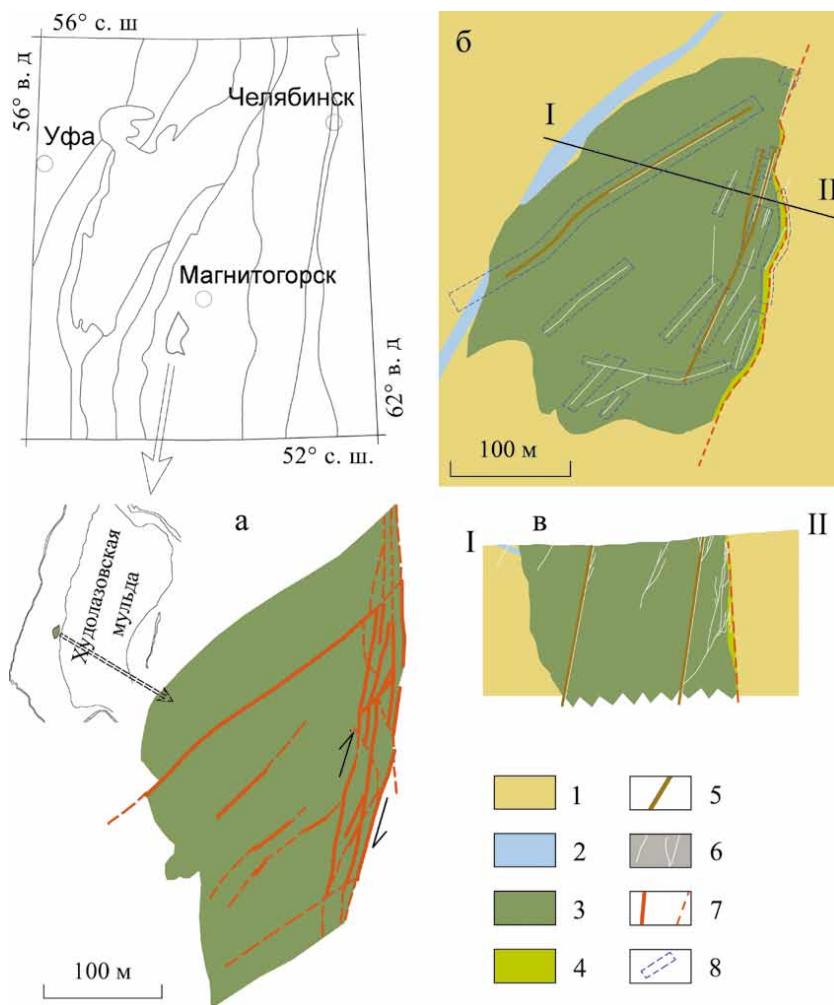 56° с. ш
56° в. д
Челябинск
Уфа
Магнитогорск
62° в. д
52° с. ш.
б
I
II
100 м
а
Худолазовская
мульда
100 м
в
I
II
1
2
3
4
5
6
7
8